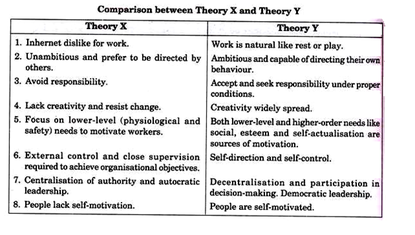 Comparison between Theory X and Theory Y
Theory X
Theory Y
1. Inhernet dislike for work.
Work is natural like rest or play.
2. Unambitious and prefer to be directed by
others.
Ambitious and capable of directing their own
behaviour.
3. Avoid responsibility.
Accept and seek responsibility under proper
conditions.
4. Lack creativity and resist change.
Creativity widely spread.
5. Focus on lower-level (physiological and
safety) needs to motivate workers.
Both lower-level and higher-order needs like
social, esteem and self-actualisation are
sources of motivation.
6. External control and close supervision
required to achieve organisational objectives.
Self-direction and self-control.
7. Centralisation of authority and autocratic
leadership.
Decentralisation and participation in
decision-making. Democratic leadership.
8. People lack self-motivation.
People are self-motivated.